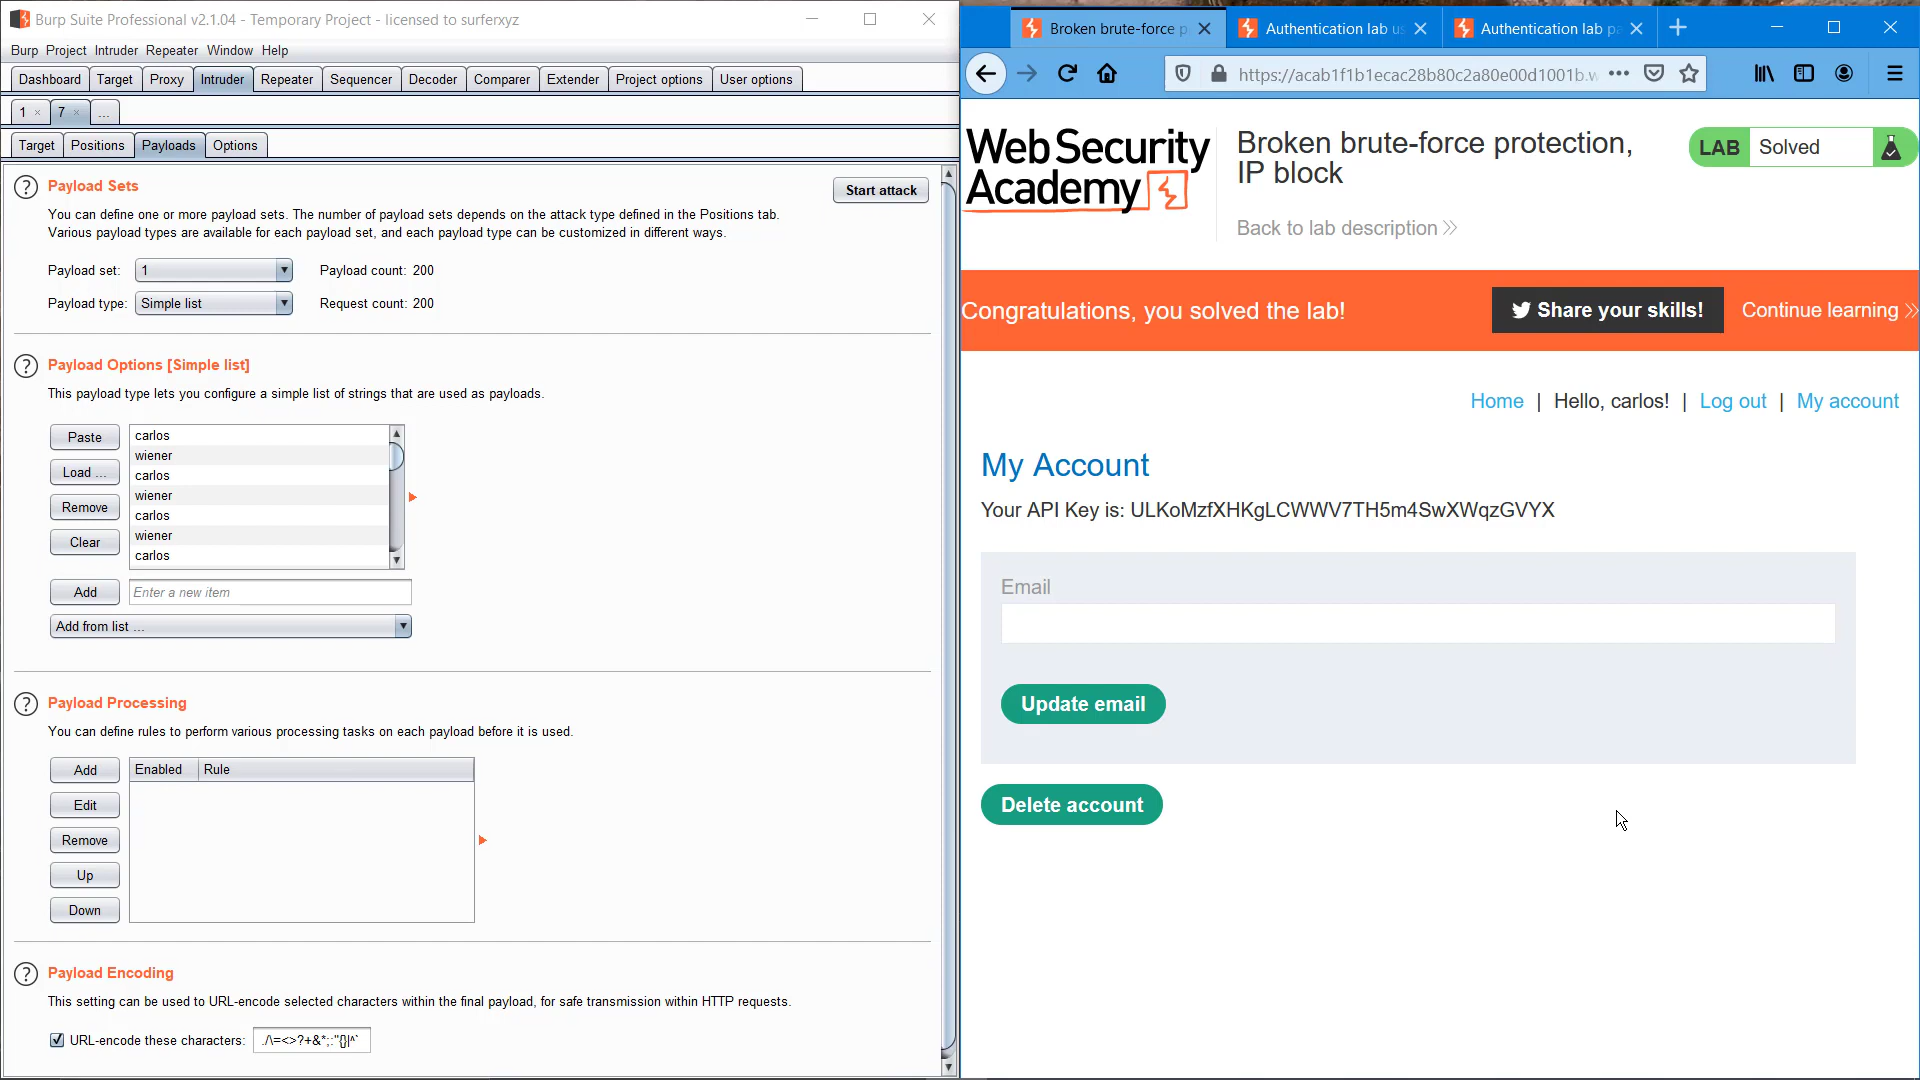 Burp Suite Professional v2.1.04 - Temporary Project - licensed to surferxyz
Burp Project Intruder Repeater Window Help
Dashboard Target Proxy Intruder Repeater Sequencer Decoder Comparer Extender Project options User options
1 × 7 × ...
Target Positions Payloads Options
? Payload Sets
Start attack
You can define one or more payload sets. The number of payload sets depends on the attack type defined in the Positions tab.
Various payload types are available for each payload set, and each payload type can be customized in different ways.
Payload set: 1 Payload count: 200
Payload type: Simple list Request count: 200
? Payload Options [Simple list]
This payload type lets you configure a simple list of strings that are used as payloads.
Paste
Load ...
Remove
Clear
carlos
wiener
carlos
wiener
carlos
wiener
carlos
Add Enter a new item
Add from list ...
? Payload Processing
You can define rules to perform various processing tasks on each payload before it is used.
Add
Edit
Remove
Up
Down
Enabled Rule
? Payload Encoding
This setting can be used to URL-encode selected characters within the final payload, for safe transmission within HTTP requests.
URL-encode these characters: ./\=<>?+&*;:"{}|^`
Broken brute-force p
Authentication lab us
Authentication lab pa
https://acab1f1b1ecac28b80c2a80e00d1001b.w
Web Security
Academy
Broken brute-force protection,
IP block
Back to lab description
LAB Solved
Congratulations, you solved the lab!
Share your skills!
Continue learning
Home | Hello, carlos! | Log out | My account
My Account
Your API Key is: ULKoMzfXHKgLCWWV7TH5m4SwXWqzGVYX
Email
Update email
Delete account